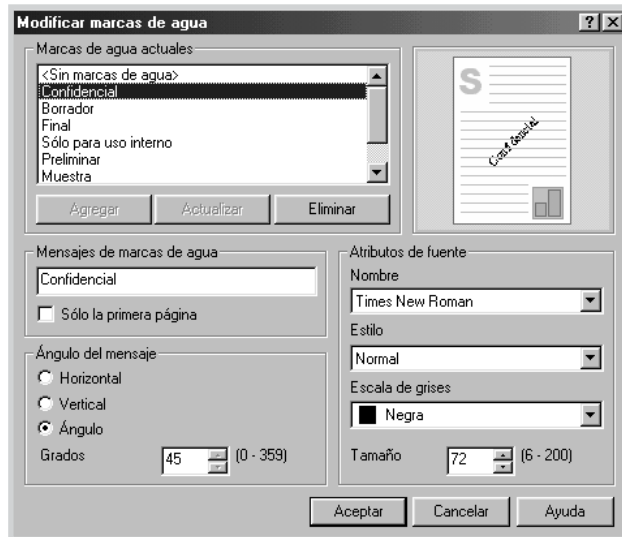 Modificar marcas de agua
Marcas de agua actuales
<Sin marcas de agua>
Confidencial
Borrador
Final
Sólo para uso interno
Preliminar
Muestra
Agregar Actualizar Eliminar
S
Confidencial
Mensajes de marcas de agua
Confidencial
Sólo la primera página
Ángulo del mensaje
Horizontal
Vertical
Ángulo
Grados 45 (0 - 359)
Atributos de fuente
Nombre
Times New Roman
Estilo
Normal
Escala de grises
Negra
Tamaño 72 (6 - 200)
Aceptar Cancelar Ayuda